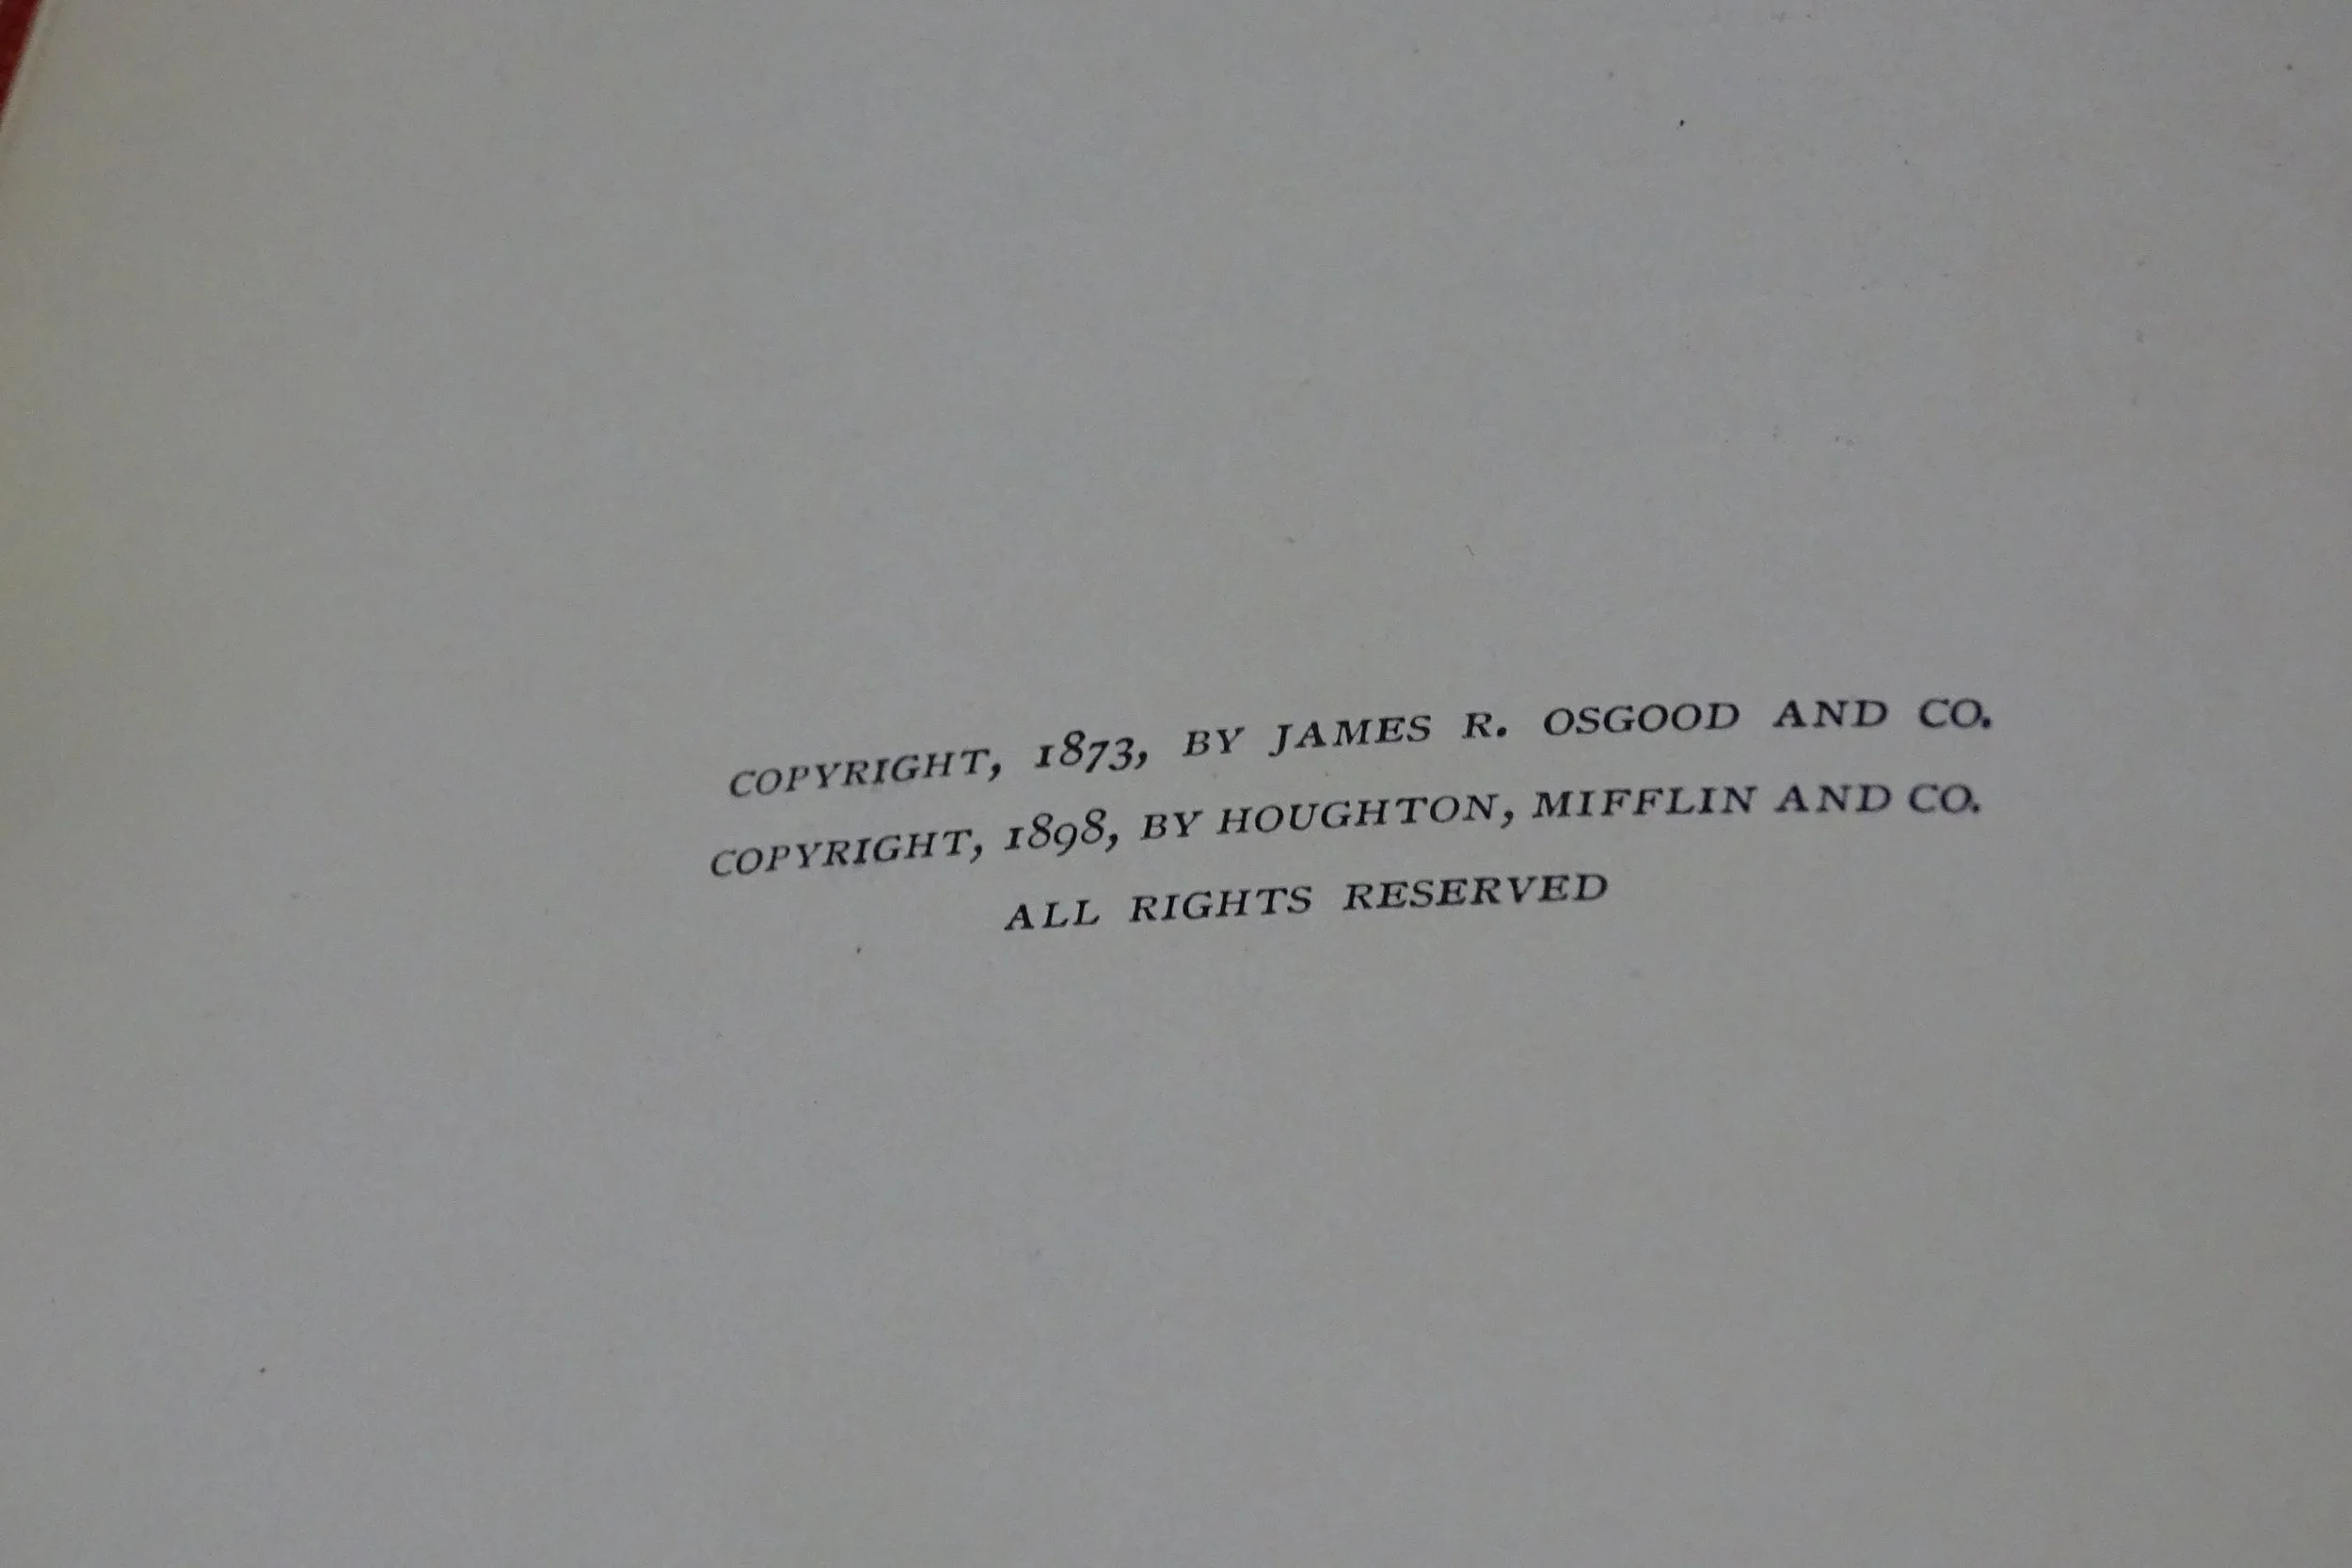 COPYRIGHT, 1873, BY JAMES R. OSGOOD AND CO.
COPYRIGHT, 1898, BY HOUGHTON, MIFFLIN AND CO.
ALL RIGHTS RESERVED